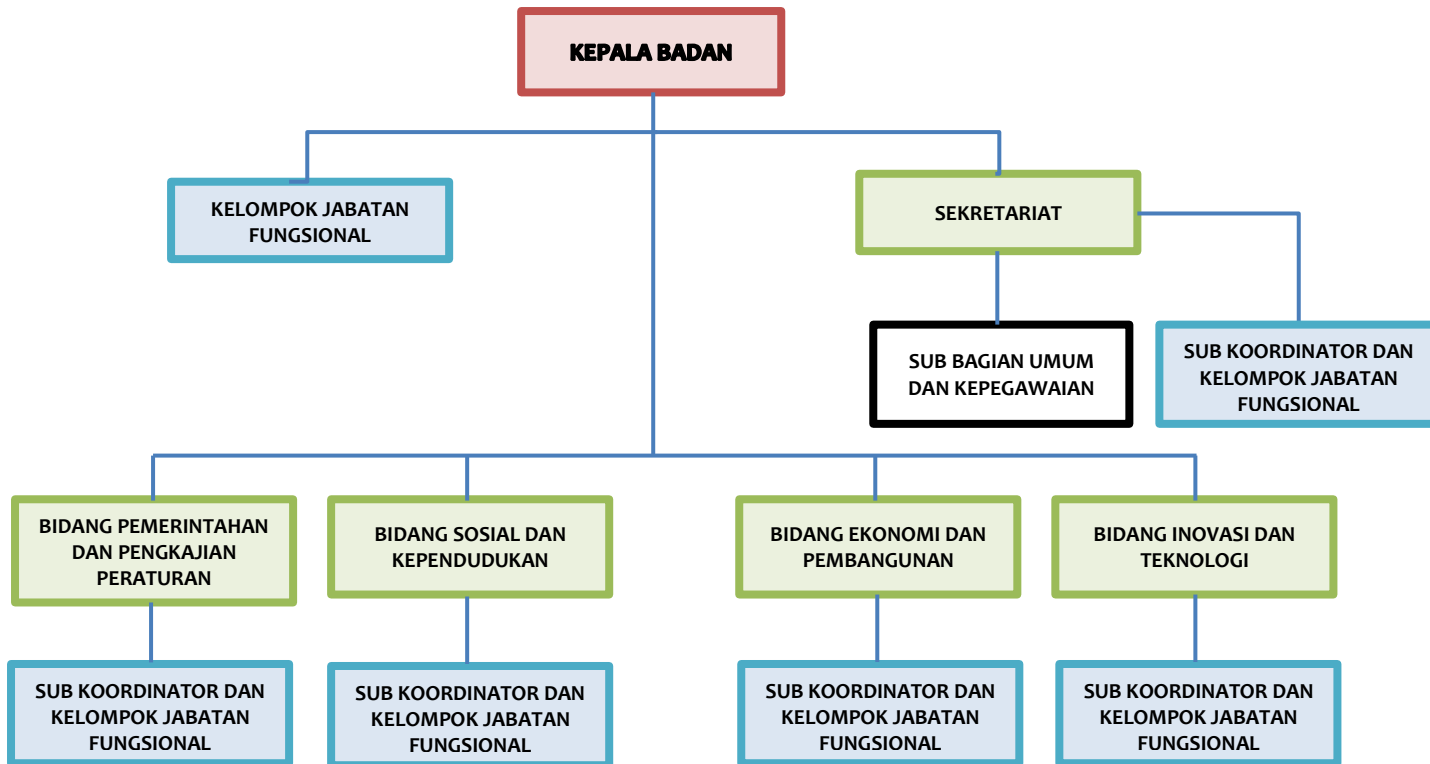 KEPALA BADAN
KELOMPOK JABATAN
FUNGSIONAL
SEKRETARIAT
SUB BAGIAN UMUM
DAN KEPEGAWAIAN
SUB KOORDINATOR DAN
KELOMPOK JABATAN
FUNGSIONAL
BIDANG PEMERINTAHAN
DAN PENGKAJIAN
PERATURAN
BIDANG SOSIAL DAN
KEPENDUDUKAN
BIDANG EKONOMI DAN
PEMBANGUNAN
BIDANG INOVASI DAN
TEKNOLOGI
SUB KOORDINATOR DAN
KELOMPOK JABATAN
FUNGSIONAL
SUB KOORDINATOR DAN
KELOMPOK JABATAN
FUNGSIONAL
SUB KOORDINATOR DAN
KELOMPOK JABATAN
FUNGSIONAL
SUB KOORDINATOR DAN
KELOMPOK JABATAN
FUNGSIONAL